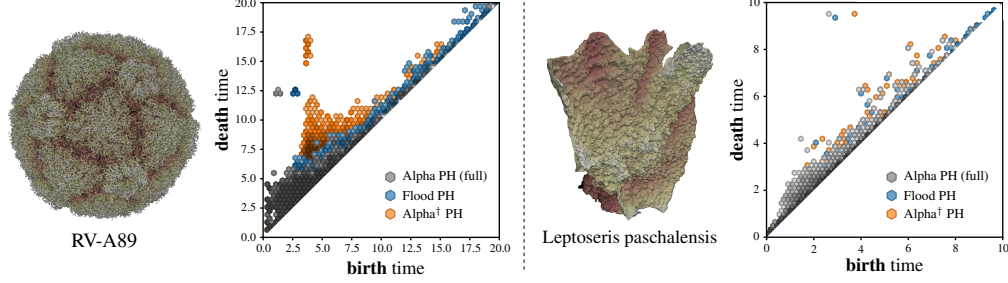 RV-A89
death time
20.0
17.5
15.0
12.5
10.0
7.5
5.0
2.5
0.0
Alpha PH (full)
Flood PH
Alpha† PH
0.0 2.5 5.0 7.5 10.0 12.5 15.0 17.5 20.0
birth time
Leptoseris paschalensis
death time
10
8
6
4
2
0
Alpha PH (full)
Flood PH
Alpha† PH
0 2 4 6 8 10
birth time